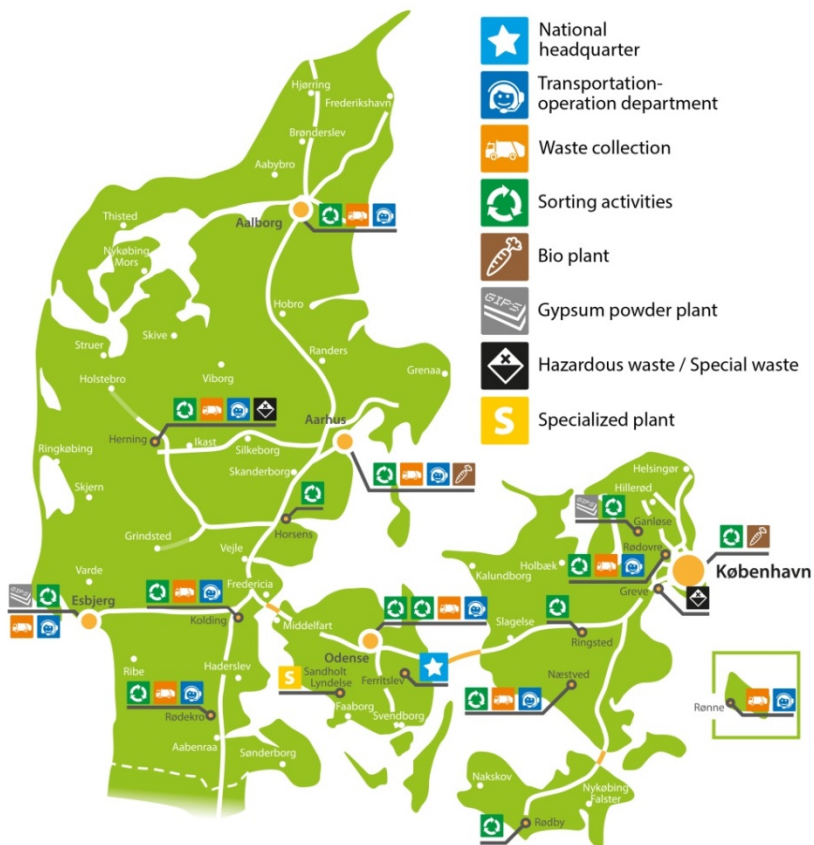 National
headquarter
Transportation-
operation department
Waste collection
Sorting activities
Bio plant
GIPS
Gypsum powder plant
Hazardous waste / Special waste
S
Specialized plant
Hjørring
Frederikshavn
Brønderslev
Aabybro
Thisted
Aalborg
Nykøbing
Mors
Hobro
Skive
Struer
Randers
Viborg
Grenaa
Holstebro
Aarhus
Herning
Ikast
Silkeborg
Ringkøbing
Skanderborg
Skjern
Horsens
Grindsted
Vejle
Varde
Fredericia
GIPS
Esbjerg
Kolding
Middelfart
Odense
Ribe
Haderslev
S
Sandholt
Lyndelse
Ferritslev
Faaborg
Svendborg
Rødekro
Aabenraa
Sønderborg
Helsingør
Hillerød
GIPS
Ganløse
Rødovre
Holbæk
Kalundborg
København
Greve
Slagelse
Ringsted
Næstved
Rønne
Nakskov
Nykøbing
Falster
Rødby